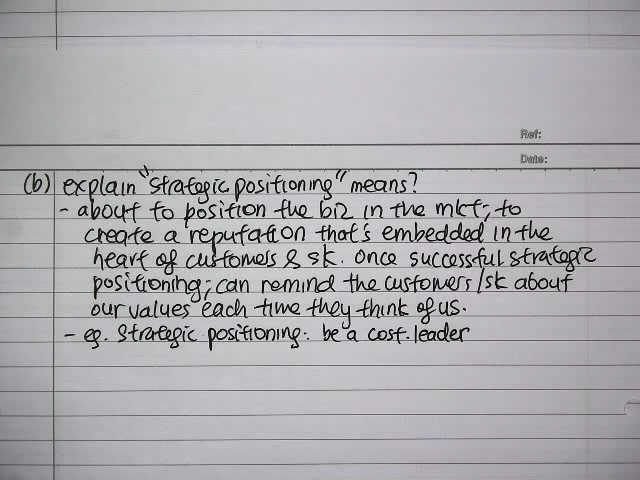 Ref:
Date:
(b) explain "strategic positioning" means?
- about to position the biz in the mkt; to
create a reputation that's embedded in the
heart of customers & sk. Once successful strategic
positioning; can remind the customers/sk about
our values each time they think of us.
- eg. Strategic positioning: be a cost-leader